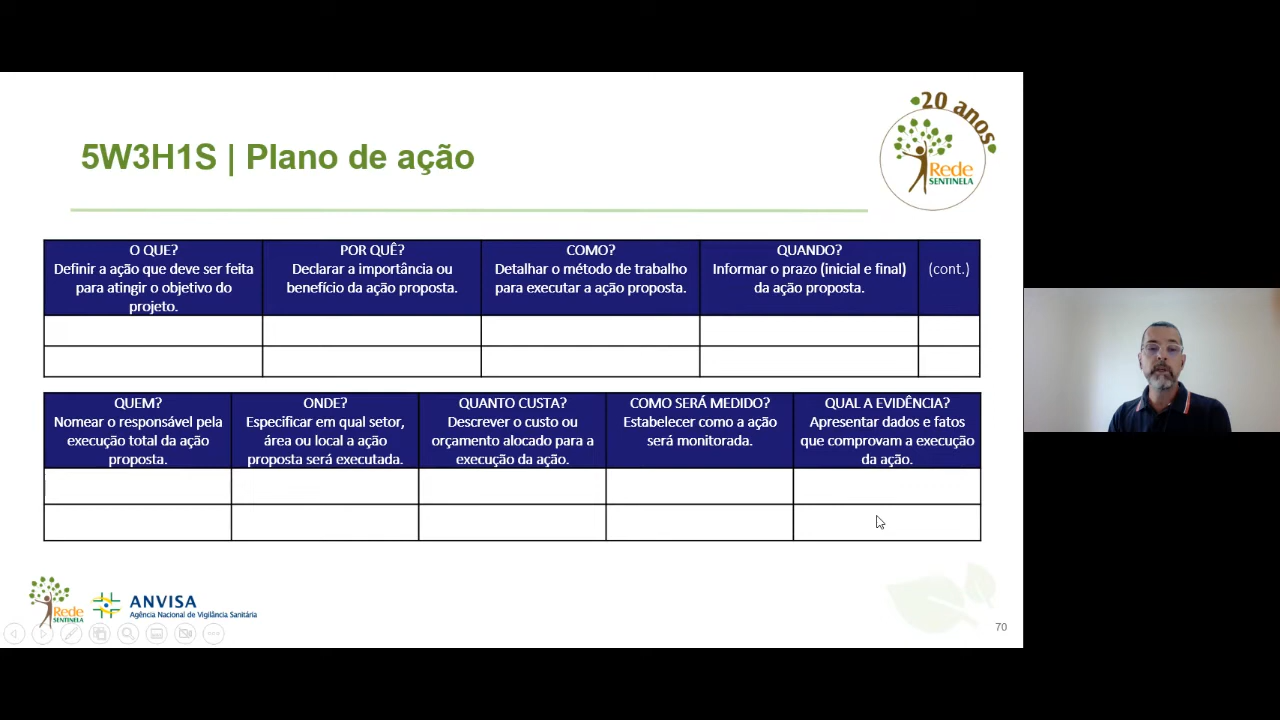 20 anos
Rede
SENTINELA
5W3H1S | Plano de ação
O QUE?
Definir a ação que deve ser feita
para atingir o objetivo do
projeto.
POR QUÊ?
Declarar a importância ou
benefício da ação proposta.
COMO?
Detalhar o método de trabalho
para executar a ação proposta.
QUANDO?
Informar o prazo (inicial e final)
da ação proposta.
(cont.)
QUEM?
Nomear o responsável pela
execução total da ação
proposta.
ONDE?
Especificar em qual setor,
área ou local a ação
proposta será executada.
QUANTO CUSTA?
Descrever o custo ou
orçamento alocado para a
execução da ação.
COMO SERÁ MEDIDO?
Estabelecer como a ação
será monitorada.
QUAL A EVIDÊNCIA?
Apresentar dados e fatos
que comprovam a execução
da ação.
Rede
SENTINELA
ANVISA
Agência Nacional de Vigilância Sanitária
70